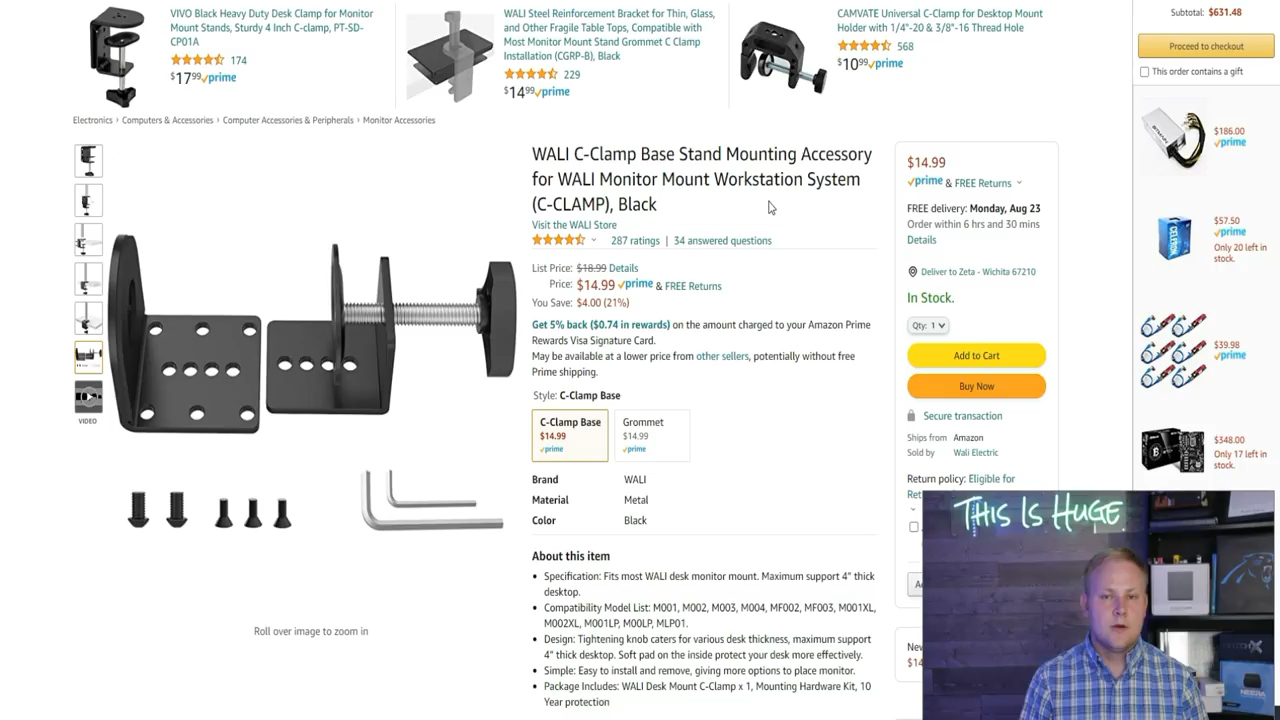 VIVO Black Heavy Duty Desk Clamp for Monitor
Mount Stands, Sturdy 4 Inch C-clamp, PT-SD-
CP01A
174
$17.99 prime
WALI Steel Reinforcement Bracket for Thin, Glass,
and Other Fragile Table Tops, Compatible with
Most Monitor Mount Stand Grommet C Clamp
Installation (CGRP-B), Black
229
$14.99 prime
CAMVATE Universal C-Clamp for Desktop Mount
Holder with 1/4"-20 & 3/8"-16 Thread Hole
568
$10.99 prime
Subtotal: $631.48
Proceed to checkout
This order contains a gift
$186.00
prime
$57.50
prime
Only 20 left in
stock.
$39.98
prime
$348.00
Only 17 left in
stock.
Electronics › Computers & Accessories › Computer Accessories & Peripherals › Monitor Accessories
VIDEO
Roll over image to zoom in
WALI C-Clamp Base Stand Mounting Accessory
for WALI Monitor Mount Workstation System
(C-CLAMP), Black
Visit the WALI Store
287 ratings | 34 answered questions
List Price: $18.99 Details
Price: $14.99 prime & FREE Returns
You Save: $4.00 (21%)
Get 5% back ($0.74 in rewards) on the amount charged to your Amazon Prime
Rewards Visa Signature Card.
May be available at a lower price from other sellers, potentially without free
Prime shipping.
Style: C-Clamp Base
C-Clamp Base
$14.99
prime
Grommet
$14.99
prime
Brand WALI
Material Metal
Color Black
About this item
• Specification: Fits most WALI desk monitor mount. Maximum support 4" thick
desktop.
• Compatibility Model List: M001, M002, M003, M004, MF002, MF003, M001XL,
M002XL, M001LP, M00LP, MLP01.
• Design: Tightening knob caters for various desk thickness, maximum support
4" thick desktop. Soft pad on the inside protect your desk more effectively.
• Simple: Easy to install and remove, giving more options to place monitor.
• Package Includes: WALI Desk Mount C-Clamp x 1, Mounting Hardware Kit, 10
Year protection
$14.99
prime & FREE Returns
FREE delivery: Monday, Aug 23
Order within 6 hrs and 30 mins
Details
Deliver to Zeta - Wichita 67210
In Stock.
Qty: 1
Add to Cart
Buy Now
Secure transaction
Ships from Amazon
Sold by Wali Electric
Return policy: Eligible for
THIS IS HUGE